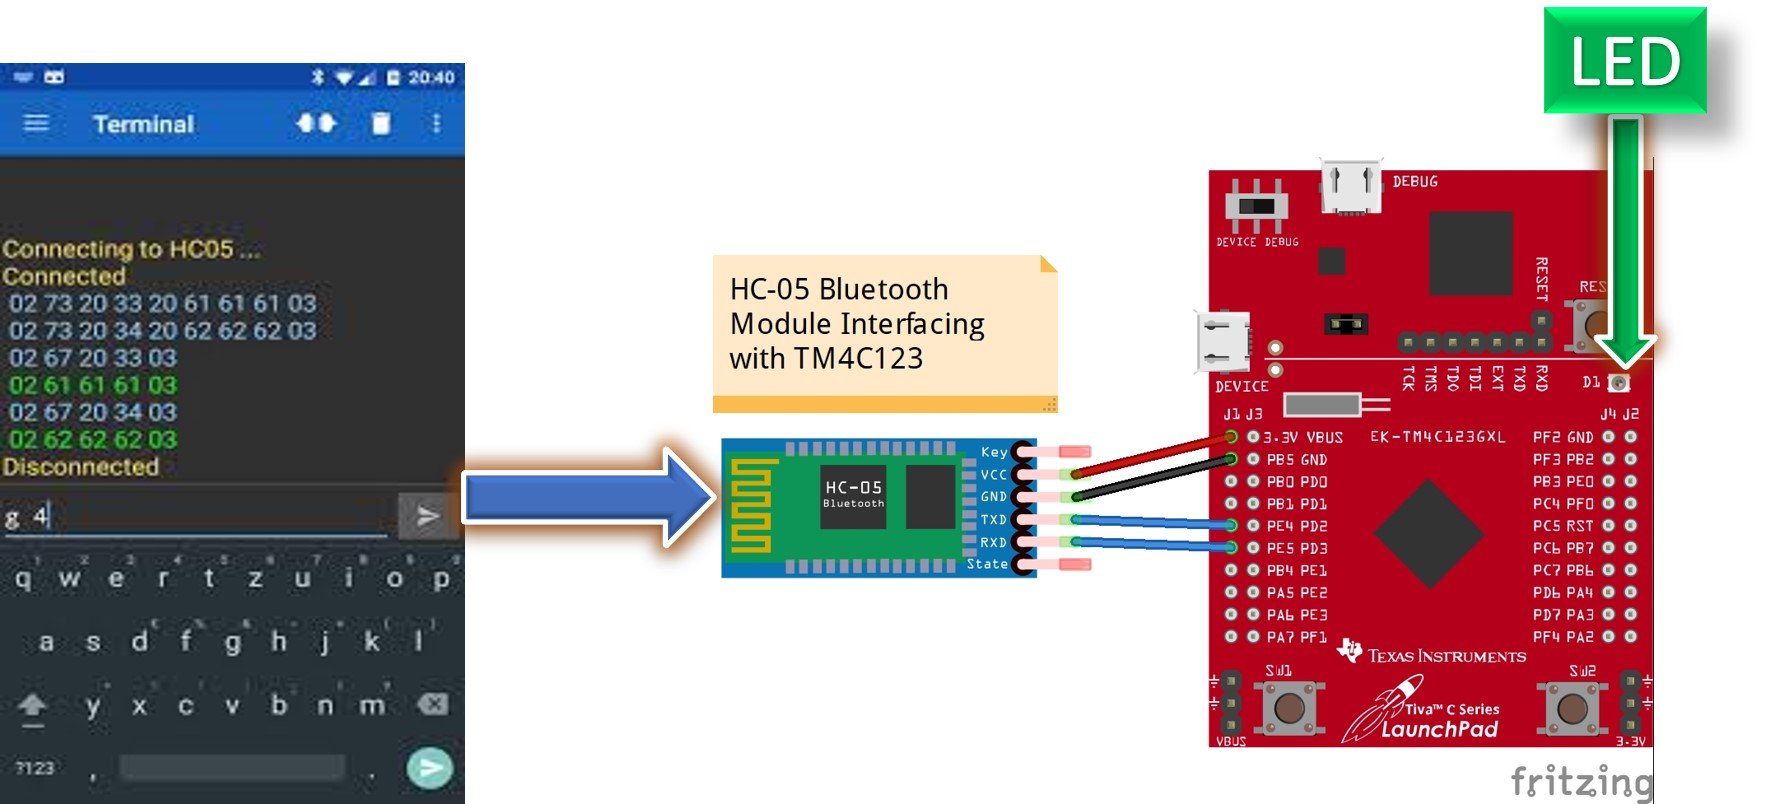 20:40
Terminal
Connecting to HC05 ...
Connected
02 73 20 33 20 61 61 61 03
02 73 20 34 20 62 62 62 03
02 67 20 33 03
02 61 61 61 03
02 67 20 34 03
02 62 62 62 03
Disconnected
g 4
q w e r t z u i o p
a s d f g h j k l
y x c v b n m
?123 , .
HC-05 Bluetooth
Module Interfacing
with TM4C123
HC-05
Bluetooth
Key
VCC
GND
TXD
RXD
State
LED
DEBUG
DEVICE DEBUG
RESET
RES
DEVICE
TCK
TMS
TDO
TDI
EXT
TXD
RXD
D1
J1 J3
J4 J2
EK-TM4C123GXL
3.3V VBUS
PB5 GND
PB0 PD0
PB1 PD1
PE4 PD2
PE5 PD3
PB4 PE1
PA5 PE2
PA6 PE3
PA7 PF1
PF2 GND
PF3 PB2
PB3 PE0
PC4 PF0
PC5 RST
PC6 PB7
PC7 PB6
PD6 PA4
PD7 PA3
PF4 PA2
TEXAS INSTRUMENTS
SW1
SW2
Tiva™ C Series
LaunchPad
VBUS
3.3V
fritzing